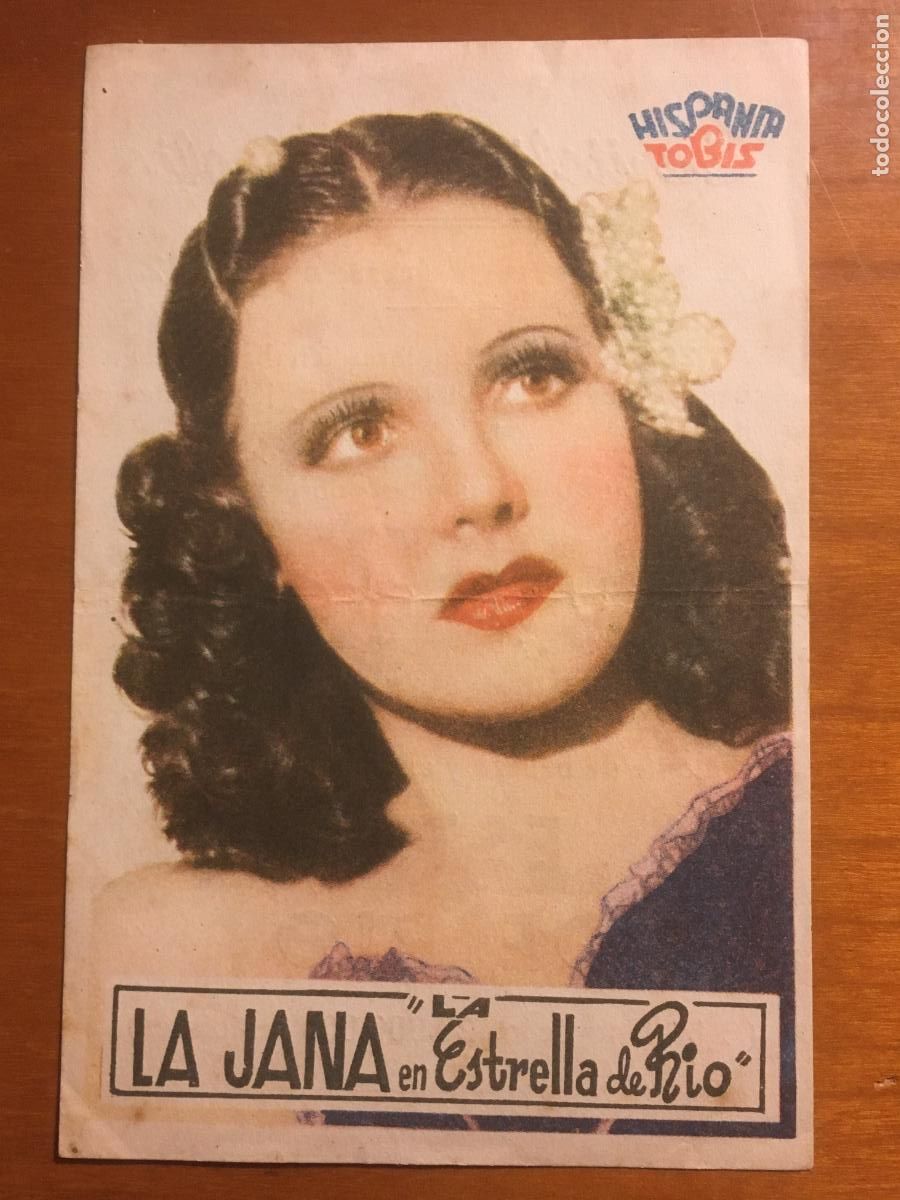 HISPANIA
TOBIS
LA JANA en "LA Estrella de Rio"
todocoleccion